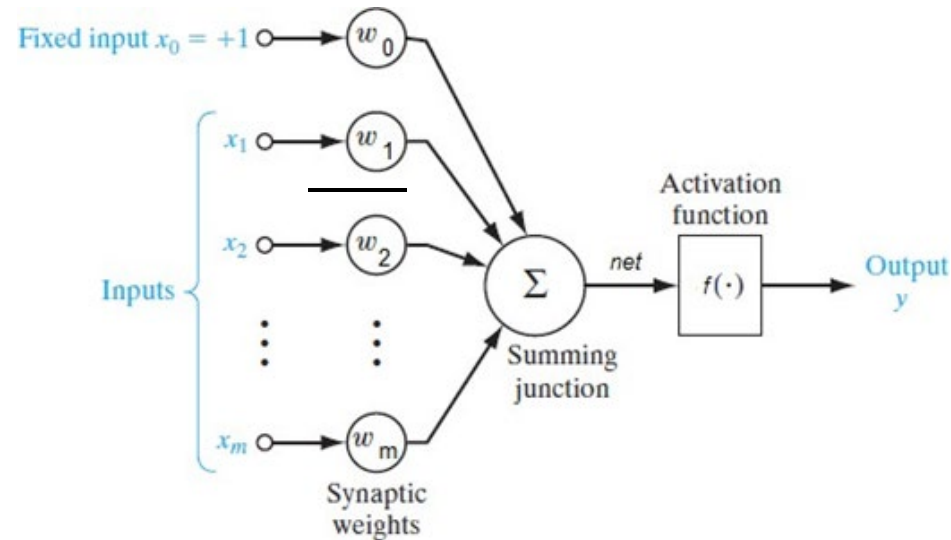 Fixed input x₀ = +1
w₀
x₁
w₁
Activation
function
x₂
w₂
Inputs
Σ
net
f(·)
Output
y
Summing
junction
xₘ
wₘ
Synaptic
weights